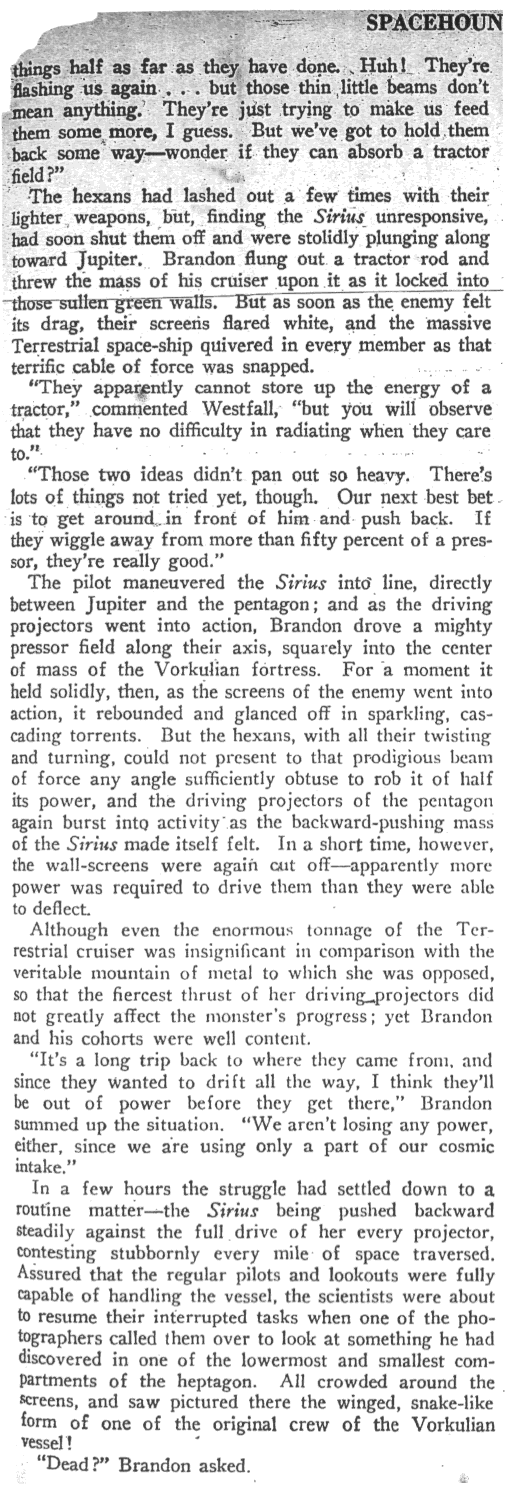 SPACEHOUN
things half as far as they have done. Huh! They're
flashing us again . . . but those thin little beams don't
mean anything. They're just trying to make us feed
them some more, I guess. But we've got to hold them
back some way—wonder if they can absorb a tractor
field?"
The hexans had lashed out a few times with their
lighter weapons, but, finding the Sirius unresponsive,
had soon shut them off and were stolidly plunging along
toward Jupiter. Brandon flung out a tractor rod and
threw the mass of his cruiser upon it as it locked into
those sullen green walls. But as soon as the enemy felt
its drag, their screens flared white, and the massive
Terrestrial space-ship quivered in every member as that
terrific cable of force was snapped.
"They apparently cannot store up the energy of a
tractor," commented Westfall, "but you will observe
that they have no difficulty in radiating when they care
to."
"Those two ideas didn't pan out so heavy. There's
lots of things not tried yet, though. Our next best bet
is to get around in front of him and push back. If
they wiggle away from more than fifty percent of a pres-
sor, they're really good."
The pilot maneuvered the Sirius into line, directly
between Jupiter and the pentagon; and as the driving
projectors went into action, Brandon drove a mighty
pressor field along their axis, squarely into the center
of mass of the Vorkulian fortress. For a moment it
held solidly, then, as the screens of the enemy went into
action, it rebounded and glanced off in sparkling, cas-
cading torrents. But the hexans, with all their twisting
and turning, could not present to that prodigious beam
of force any angle sufficiently obtuse to rob it of half
its power, and the driving projectors of the pentagon
again burst into activity as the backward-pushing mass
of the Sirius made itself felt. In a short time, however,
the wall-screens were again cut off—apparently more
power was required to drive them than they were able
to deflect.
Although even the enormous tonnage of the Ter-
restrial cruiser was insignificant in comparison with the
veritable mountain of metal to which she was opposed,
so that the fiercest thrust of her driving projectors did
not greatly affect the monster's progress; yet Brandon
and his cohorts were well content.
"It's a long trip back to where they came from, and
since they wanted to drift all the way, I think they'll
be out of power before they get there," Brandon
summed up the situation. "We aren't losing any power,
either, since we are using only a part of our cosmic
intake."
In a few hours the struggle had settled down to a
routine matter—the Sirius being pushed backward
steadily against the full drive of her every projector,
contesting stubbornly every mile of space traversed.
Assured that the regular pilots and lookouts were fully
capable of handling the vessel, the scientists were about
to resume their interrupted tasks when one of the pho-
tographers called them over to look at something he had
discovered in one of the lowermost and smallest com-
partments of the heptagon. All crowded around the
screens, and saw pictured there the winged, snake-like
form of one of the original crew of the Vorkulian
vessel!
"Dead?" Brandon asked.